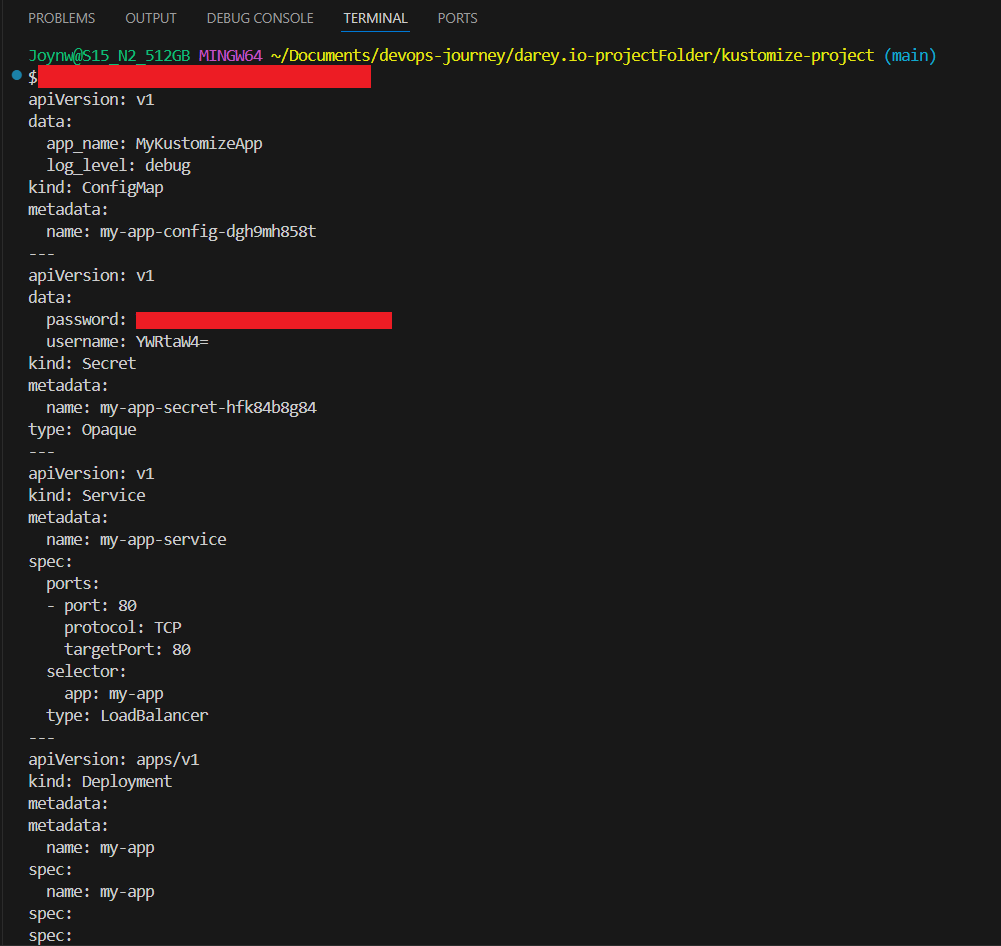 PROBLEMS OUTPUT DEBUG CONSOLE TERMINAL PORTS
Joynw@S15_N2_512GB MINGW64 ~/Documents/devops-journey/darey.io-projectFolder/kustomize-project (main)
$
apiVersion: v1
data:
  app_name: MyKustomizeApp
  log_level: debug
kind: ConfigMap
metadata:
  name: my-app-config-dgh9mh858t
---
apiVersion: v1
data:
  password:
  username: YWRtaW4=
kind: Secret
metadata:
  name: my-app-secret-hfk84b8g84
type: Opaque
---
apiVersion: v1
kind: Service
metadata:
  name: my-app-service
spec:
  ports:
  - port: 80
    protocol: TCP
    targetPort: 80
  selector:
    app: my-app
  type: LoadBalancer
---
apiVersion: apps/v1
kind: Deployment
metadata:
metadata:
  name: my-app
spec:
  name: my-app
spec:
spec: